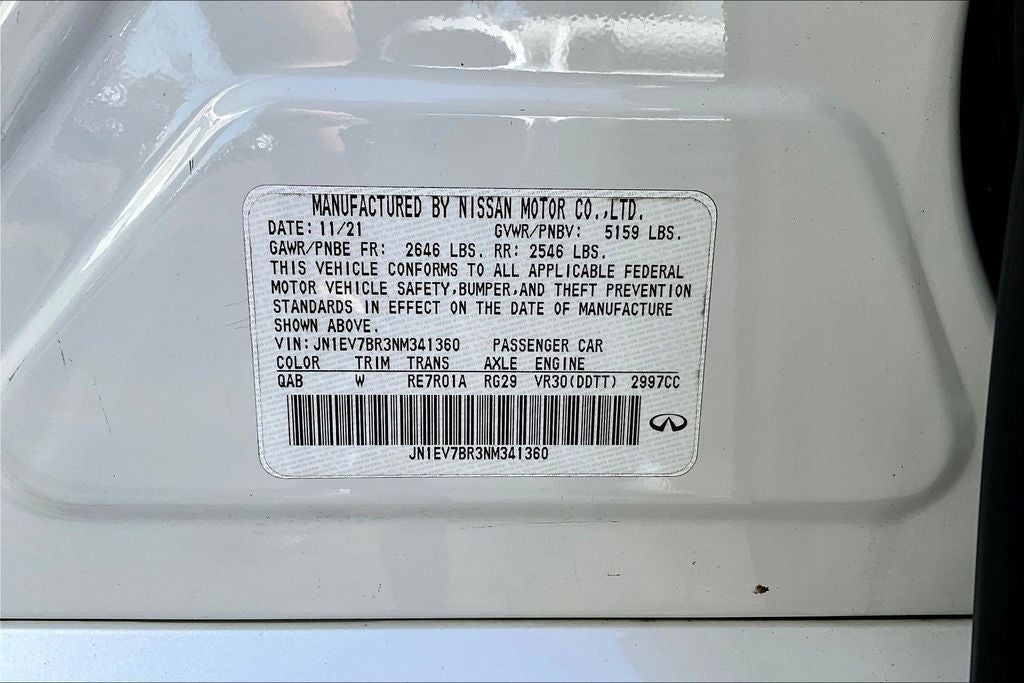 MANUFACTURED BY NISSAN MOTOR CO.,LTD.
DATE: 11/21 GVWR/PNBV: 5159 LBS.
GAWR/PNBE FR: 2646 LBS. RR: 2546 LBS.
THIS VEHICLE CONFORMS TO ALL APPLICABLE FEDERAL
MOTOR VEHICLE SAFETY,BUMPER,AND THEFT PREVENTION
STANDARDS IN EFFECT ON THE DATE OF MANUFACTURE
SHOWN ABOVE.
VIN:JN1EV7BR3NM341360 PASSENGER CAR
COLOR TRIM TRANS AXLE ENGINE
QAB W RE7R01A RG29 VR30(DDTT) 2997CC
JN1EV7BR3NM341360